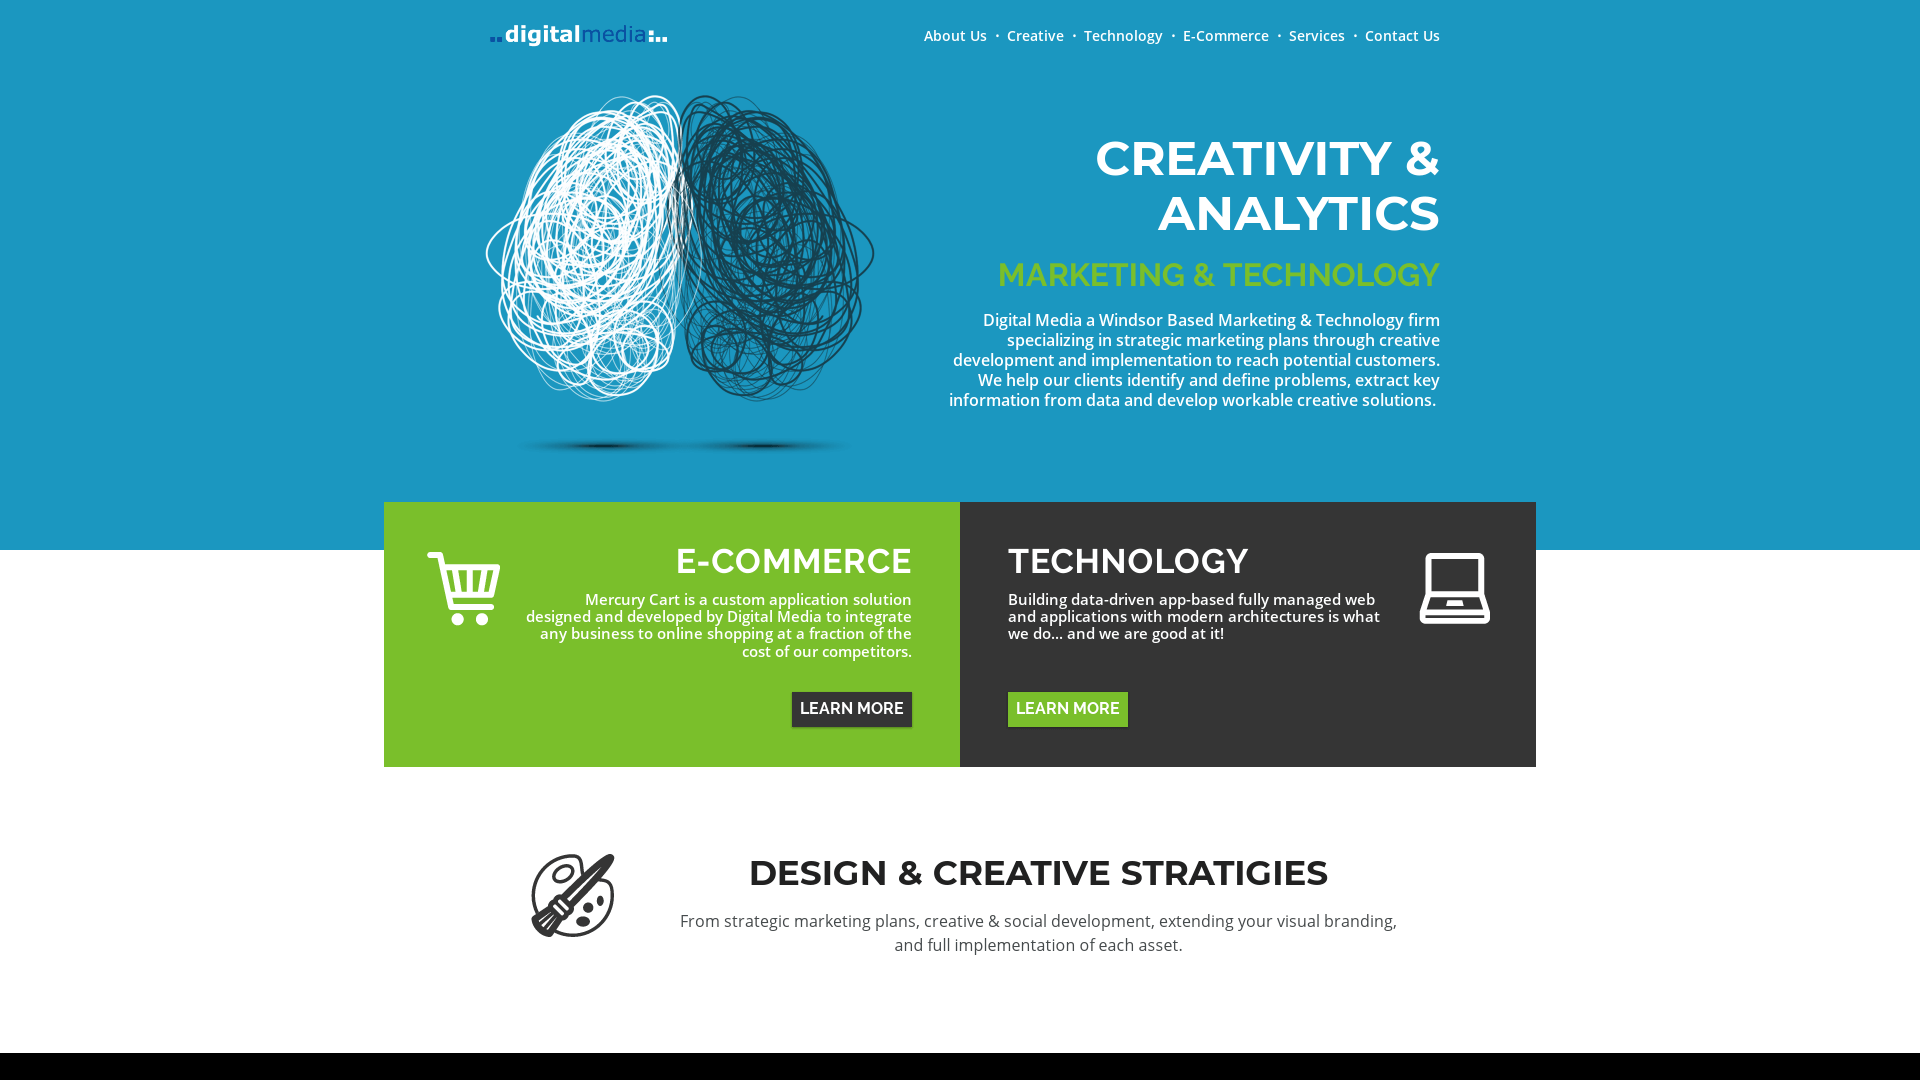 ..digitalmedia:..
About Us • Creative • Technology • E-Commerce • Services • Contact Us
CREATIVITY &
ANALYTICS
MARKETING & TECHNOLOGY
Digital Media a Windsor Based Marketing & Technology firm
specializing in strategic marketing plans through creative
development and implementation to reach potential customers.
We help our clients identify and define problems, extract key
information from data and develop workable creative solutions.
E-COMMERCE
Mercury Cart is a custom application solution
designed and developed by Digital Media to integrate
any business to online shopping at a fraction of the
cost of our competitors.
LEARN MORE
TECHNOLOGY
Building data-driven app-based fully managed web
and applications with modern architectures is what
we do... and we are good at it!
LEARN MORE
DESIGN & CREATIVE STRATIGIES
From strategic marketing plans, creative & social development, extending your visual branding,
and full implementation of each asset.